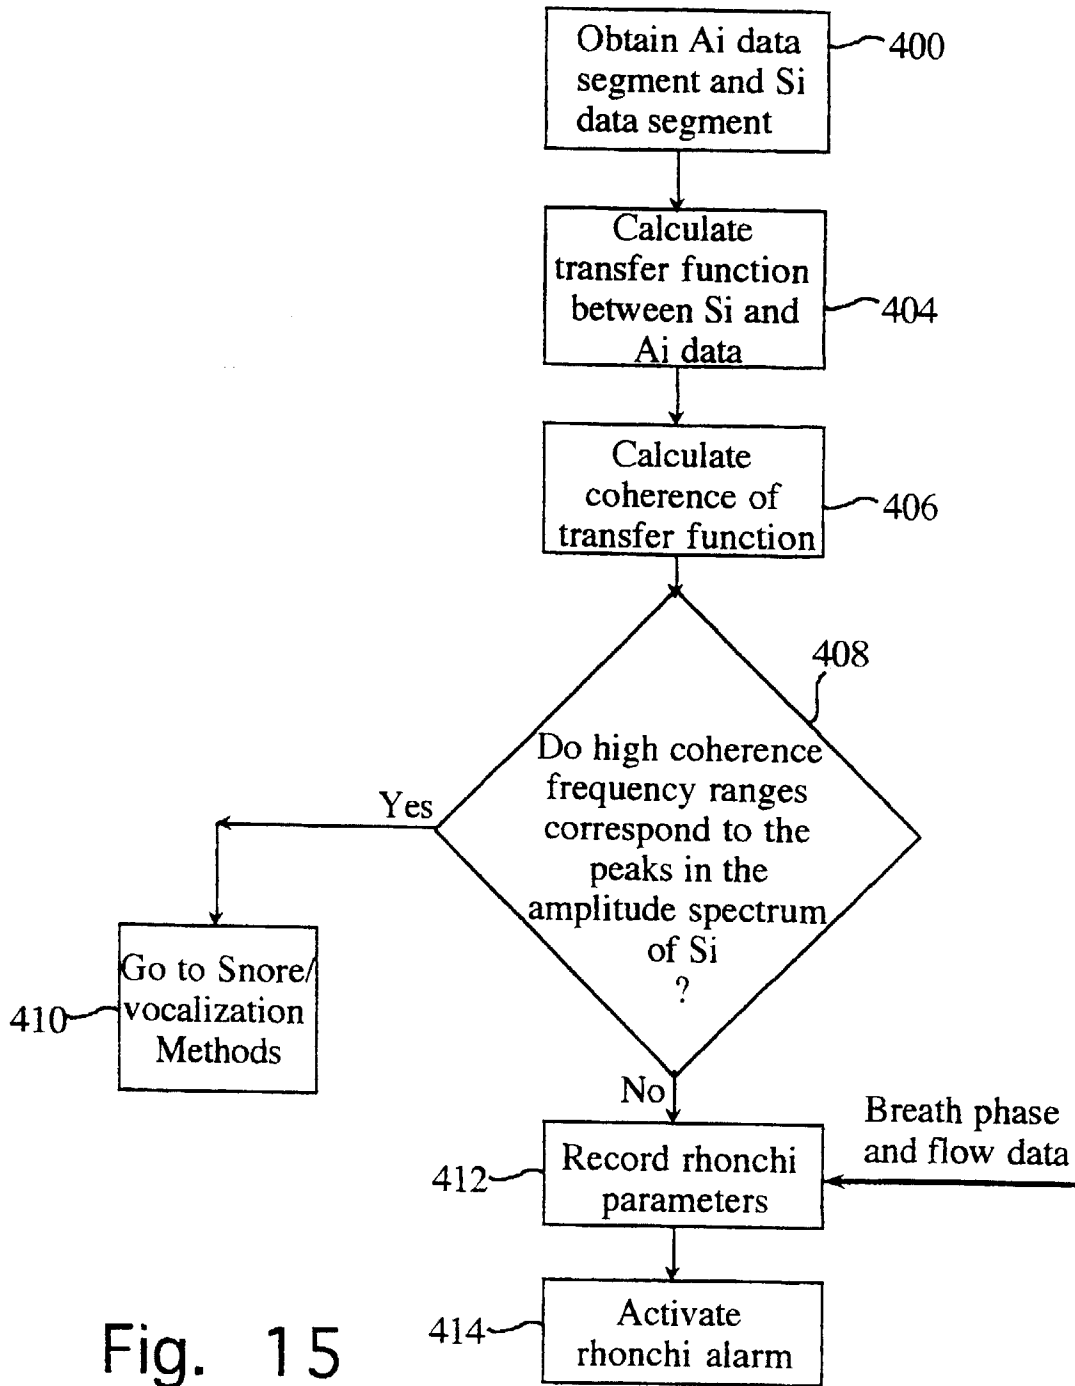 Obtain Ai data
segment and Si
data segment
400
Calculate
transfer function
between Si and
Ai data
404
Calculate
coherence of
transfer function
406
408
Do high coherence
frequency ranges
correspond to the
peaks in the
amplitude spectrum
of Si
?
Yes
Go to Snore/
vocalization
Methods
410
No
Breath phase
and flow data
412
Record rhonchi
parameters
414
Activate
rhonchi alarm
Fig. 15